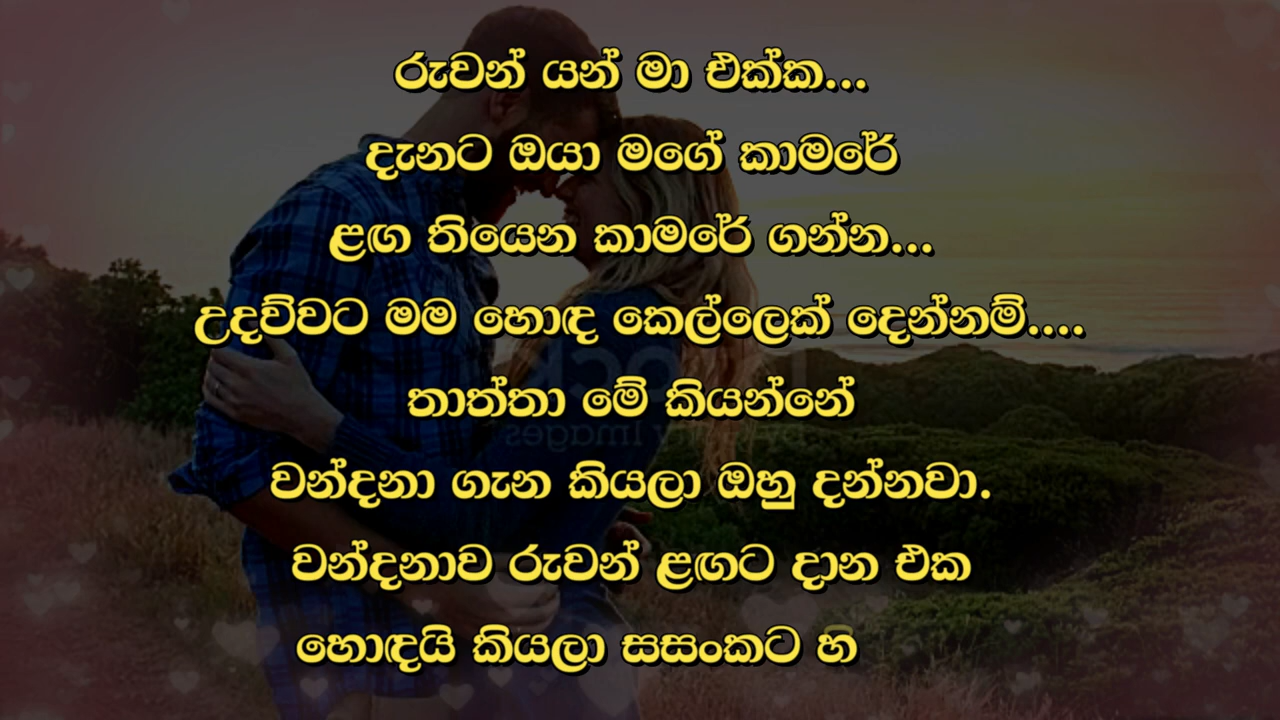 රුවන් යන් මා එක්ක...
දැනට ඔයා මගේ කාමරේ
ළඟ තියෙන කාමරේ ගන්න...
උදව්වට මම හොඳ කෙල්ලෙක් දෙන්නම්....
තාත්තා මේ කියන්නේ
වන්දනා ගැන කියලා ඔහු දන්නවා.
වන්දනාව රුවන් ළඟට දාන එක
හොඳයි කියලා සසංකට හි